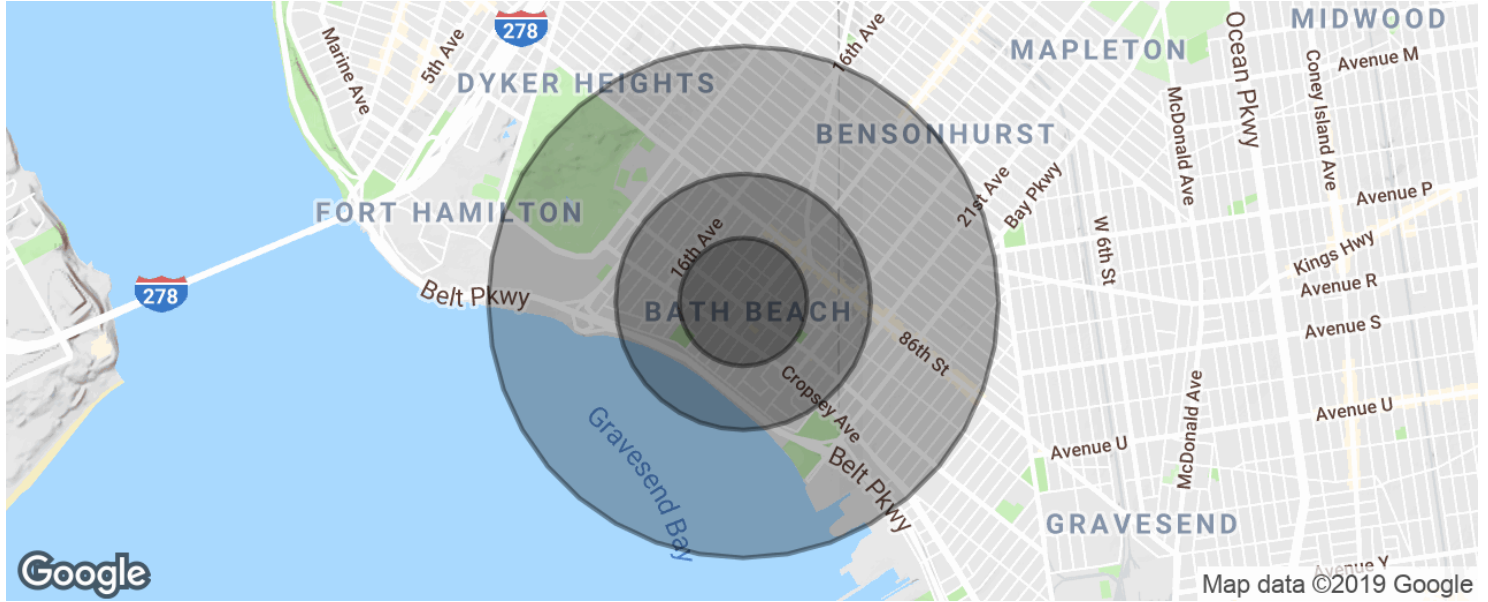 MIDWOOD
278
16th Ave
Ocean Pkwy
Marine Ave
5th Ave
MAPLETON
Avenue M
Coney Island Ave
DYKER HEIGHTS
McDonald Ave
BENSONHURST
21st Ave
Bay Pkwy
Avenue P
FORT HAMILTON
W 6th St
16th Ave
Kings Hwy
278
Belt Pkwy
Avenue R
BATH BEACH
Avenue S
86th St
Cropsey Ave
McDonald Ave
Avenue U
Avenue U
Gravesend Bay
Belt Pkwy
GRAVESEND
Avenue Y
Google
Map data ©2019 Google